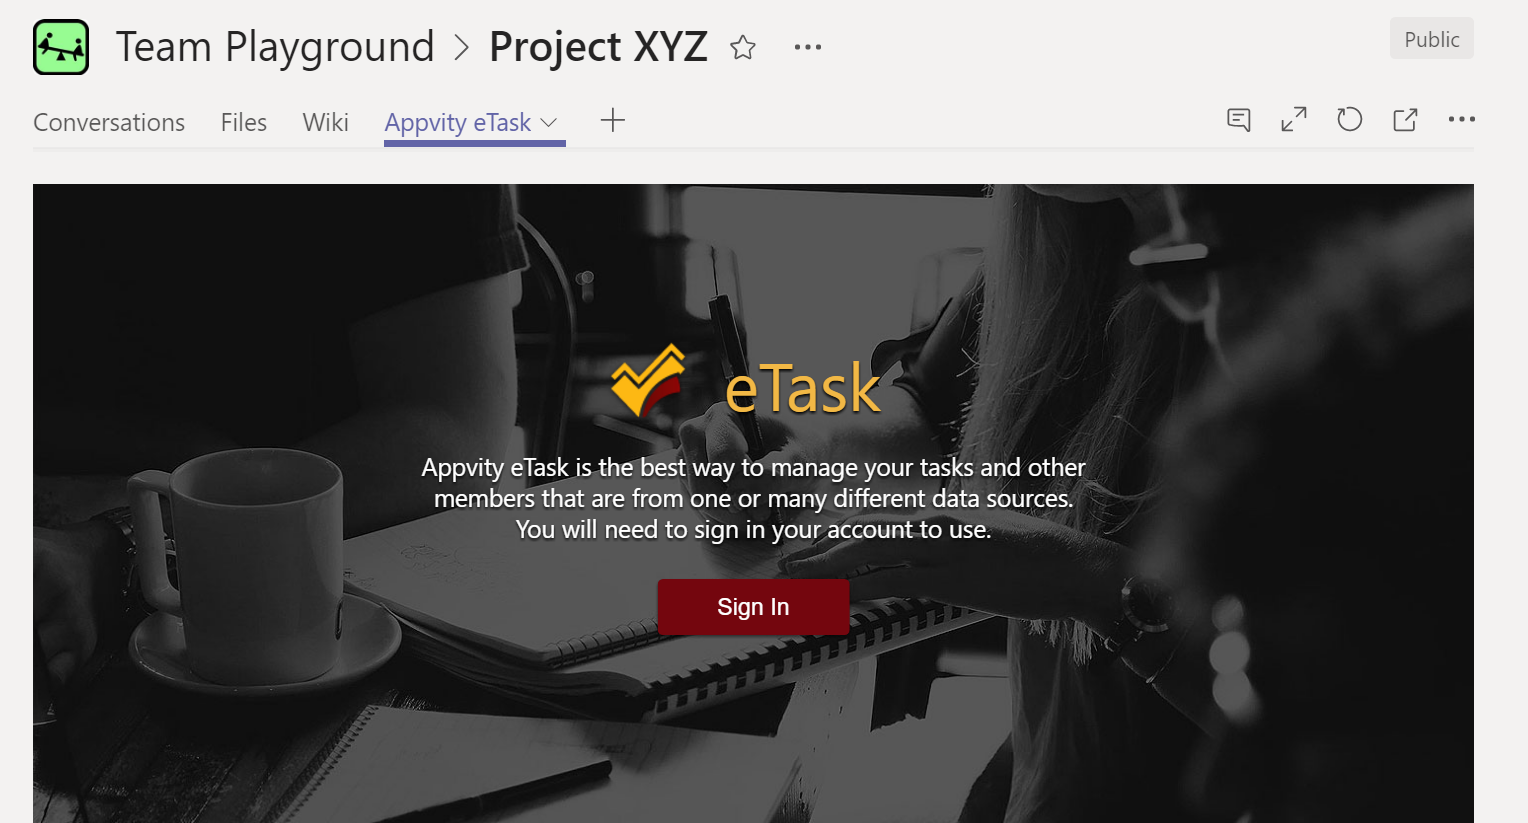 Team Playground > Project XYZ
Public
Conversations Files Wiki Appvity eTask
eTask
Appvity eTask is the best way to manage your tasks and other
members that are from one or many different data sources.
You will need to sign in your account to use.
Sign In